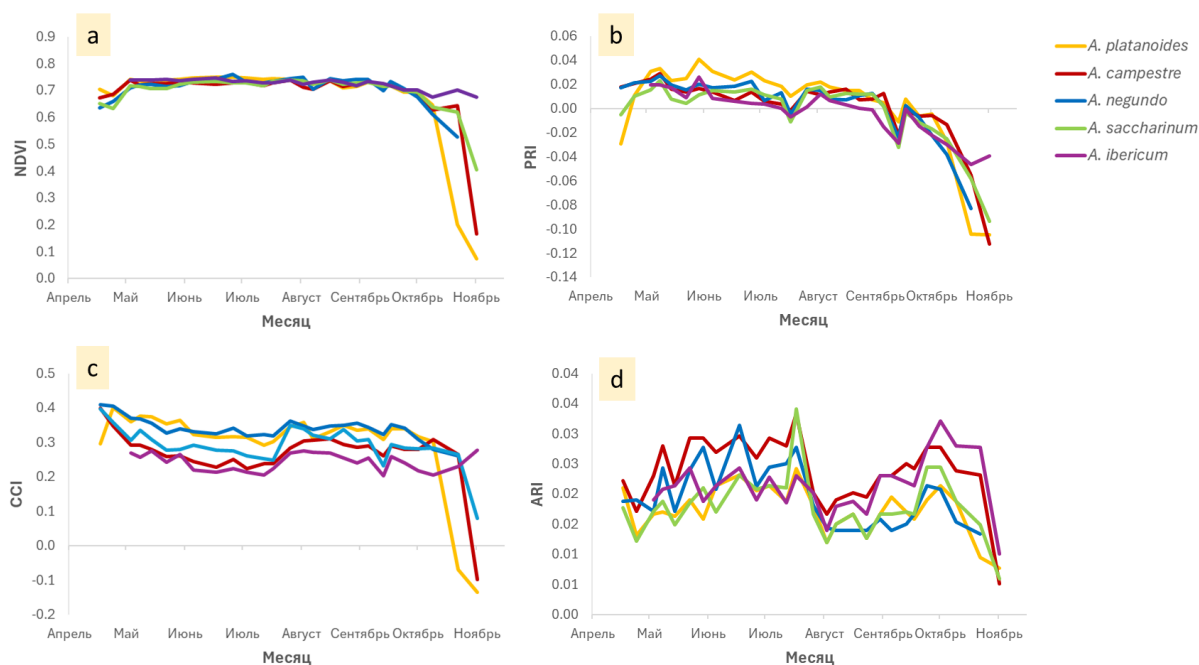 a
0.9
0.8
0.7
0.6
0.5
0.4
0.3
0.2
0.1
0.0
NDVI
Апрель Май Июнь Июль Август Сентябрь Октябрь Ноябрь
Месяц
b
0.06
0.04
0.02
0.00
-0.02
-0.04
-0.06
-0.08
-0.10
-0.12
-0.14
PRI
Апрель Май Июнь Июль Август Сентябрь Октябрь Ноябрь
Месяц
A. platanoides
A. campestre
A. negundo
A. saccharinum
A. ibericum
c
0.5
0.4
0.3
0.2
0.1
0.0
-0.1
-0.2
CCI
Апрель Май Июнь Июль Август Сентябрь Октябрь Ноябрь
Месяц
d
0.04
0.04
0.03
0.03
0.02
0.02
0.01
0.01
0.00
ARI
Апрель Май Июнь Июль Август Сентябрь Октябрь Ноябрь
Месяц